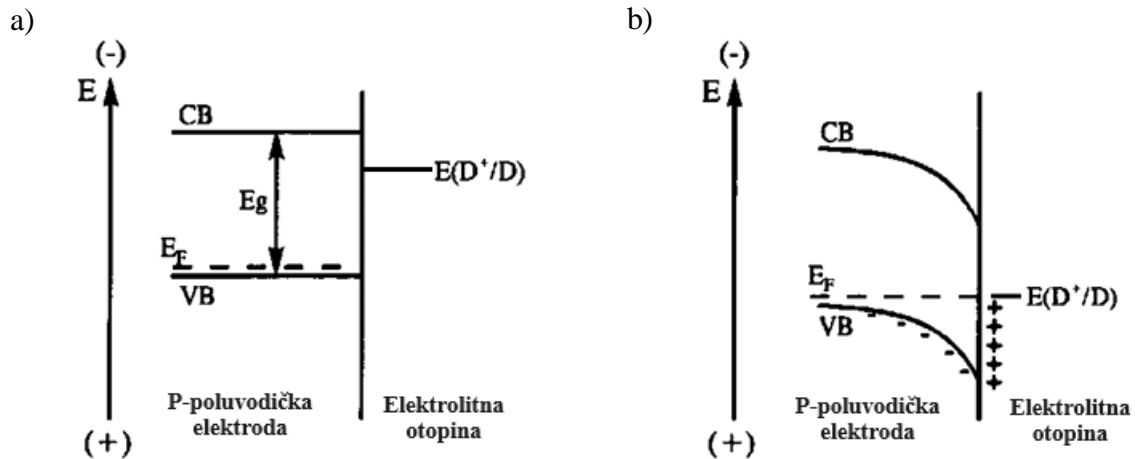 a)
(-)
E
CB
E(D⁺/D)
Eg
E_F
VB
P-poluvodička
elektroda
Elektrolitna
otopina
(+)
b)
(-)
E
CB
E_F
E(D⁺/D)
VB
+
+
+
+
+
P-poluvodička
elektroda
Elektrolitna
otopina
(+)